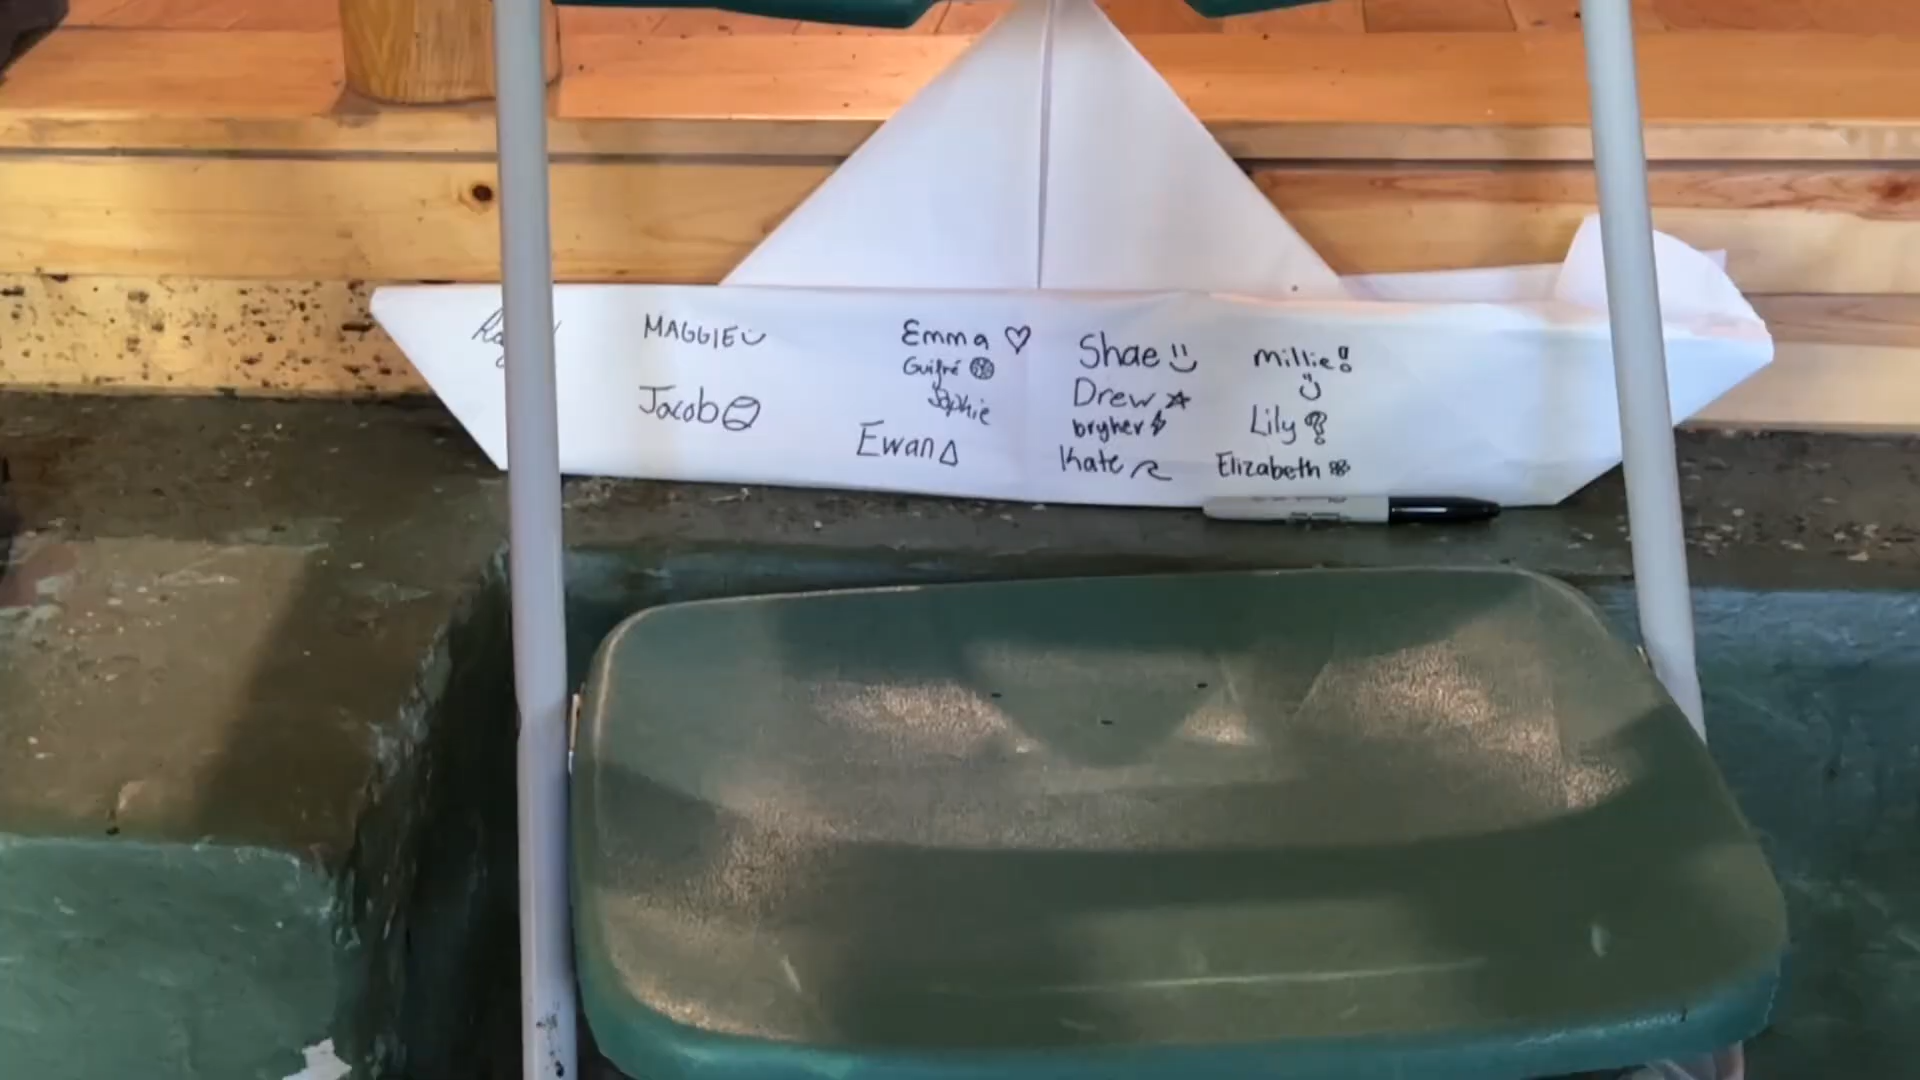 MAGGIE
Jacob
Emma
Guifré
Sophie
Ewan
Shae
Drew
bryher
Kate
Millie!
Lily
Elizabeth